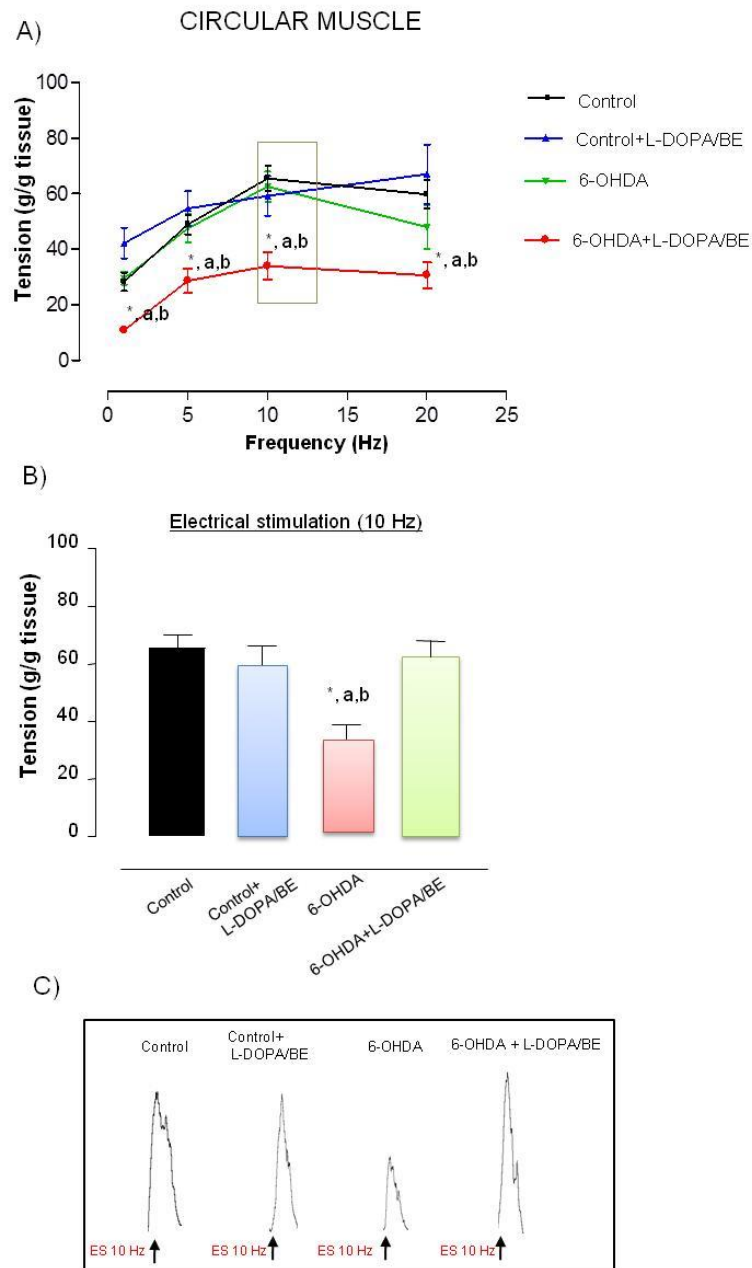 A)
CIRCULAR MUSCLE
Tension (g/g tissue)
100
80
60
40
20
0
*, a,b
*, a,b
*, a,b
*, a,b
0 5 10 15 20 25
Frequency (Hz)
Control
Control+L-DOPA/BE
6-OHDA
6-OHDA+L-DOPA/BE
B)
Electrical stimulation (10 Hz)
Tension (g/g tissue)
100
80
60
40
20
0
*, a,b
Control
Control+
L-DOPA/BE
6-OHDA
6-OHDA+L-DOPA/BE
C)
Control
Control+
L-DOPA/BE
6-OHDA
6-OHDA + L-DOPA/BE
ES 10 Hz
ES 10 Hz
ES 10 Hz
ES 10 Hz